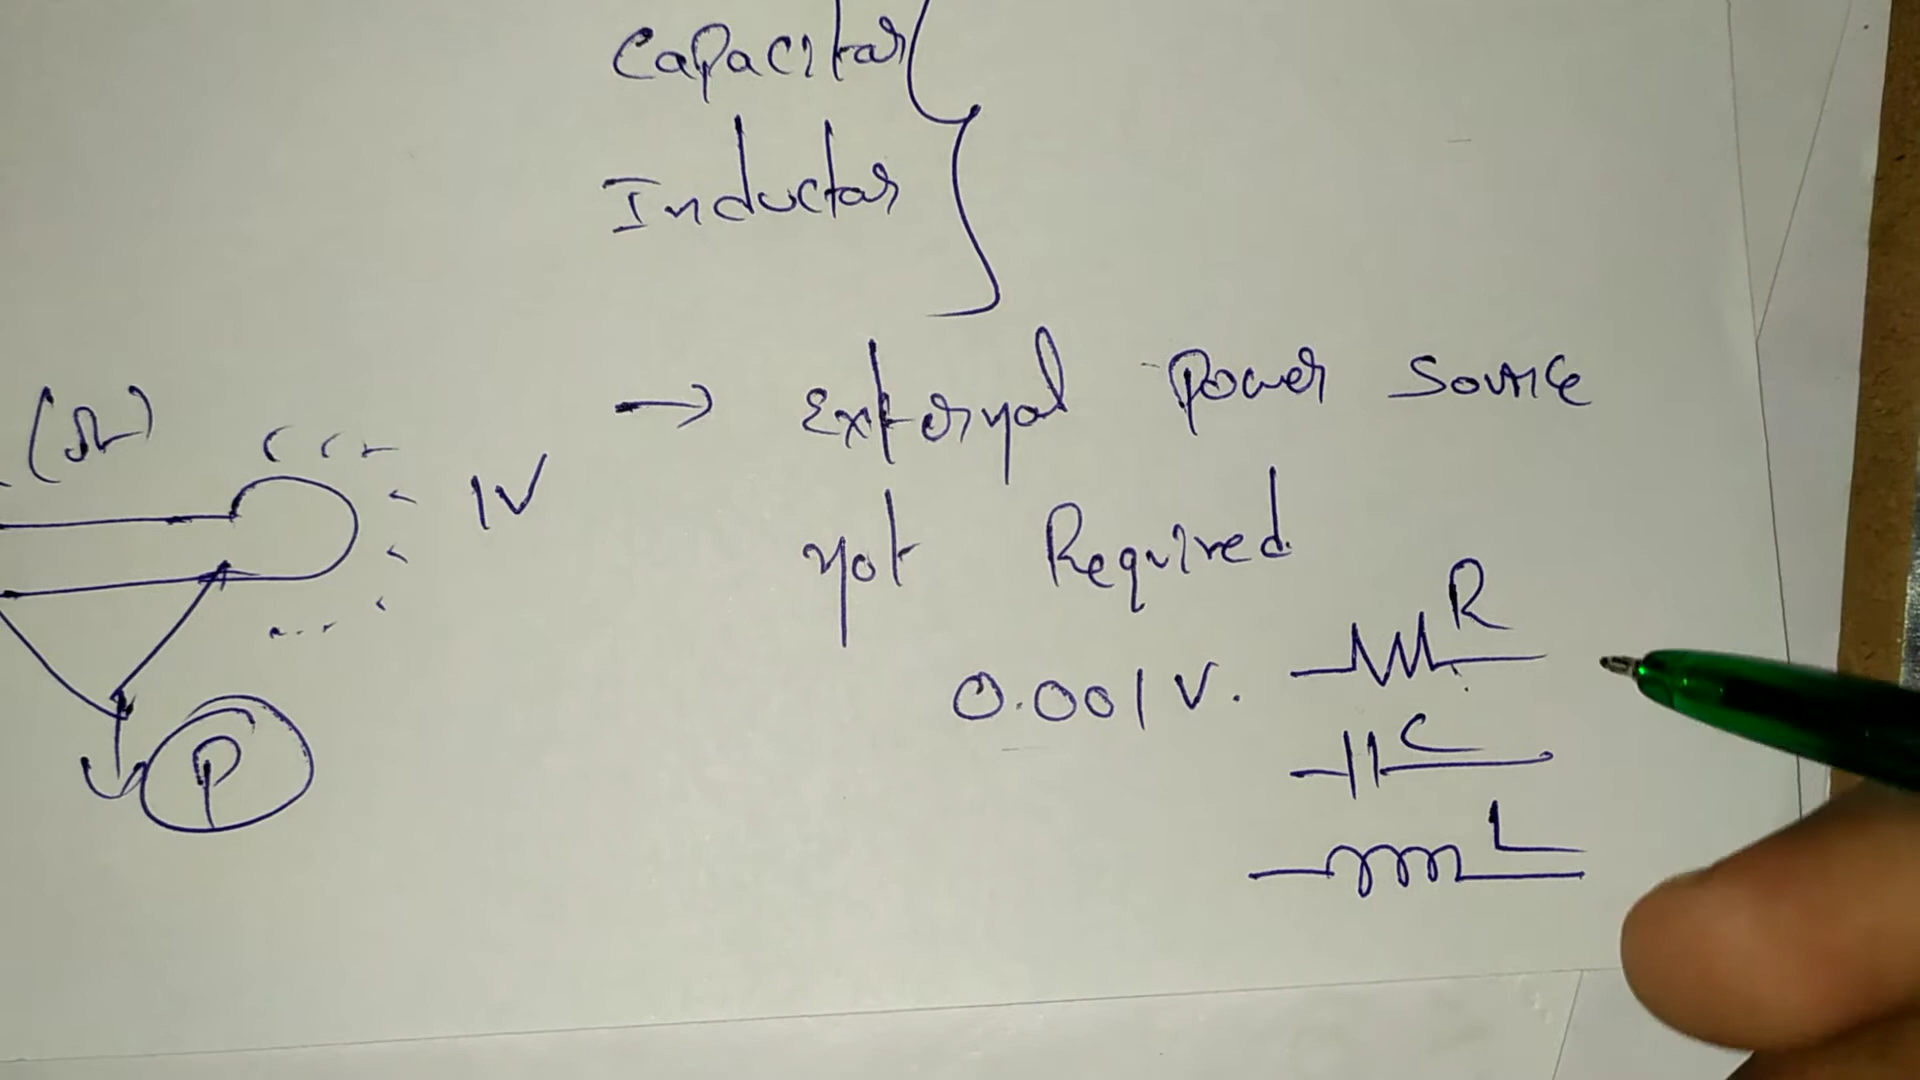 Capacitor
Inductor
(Ω)
1V
→ External Power Source
not Required
R
0.001V.
C
P
L